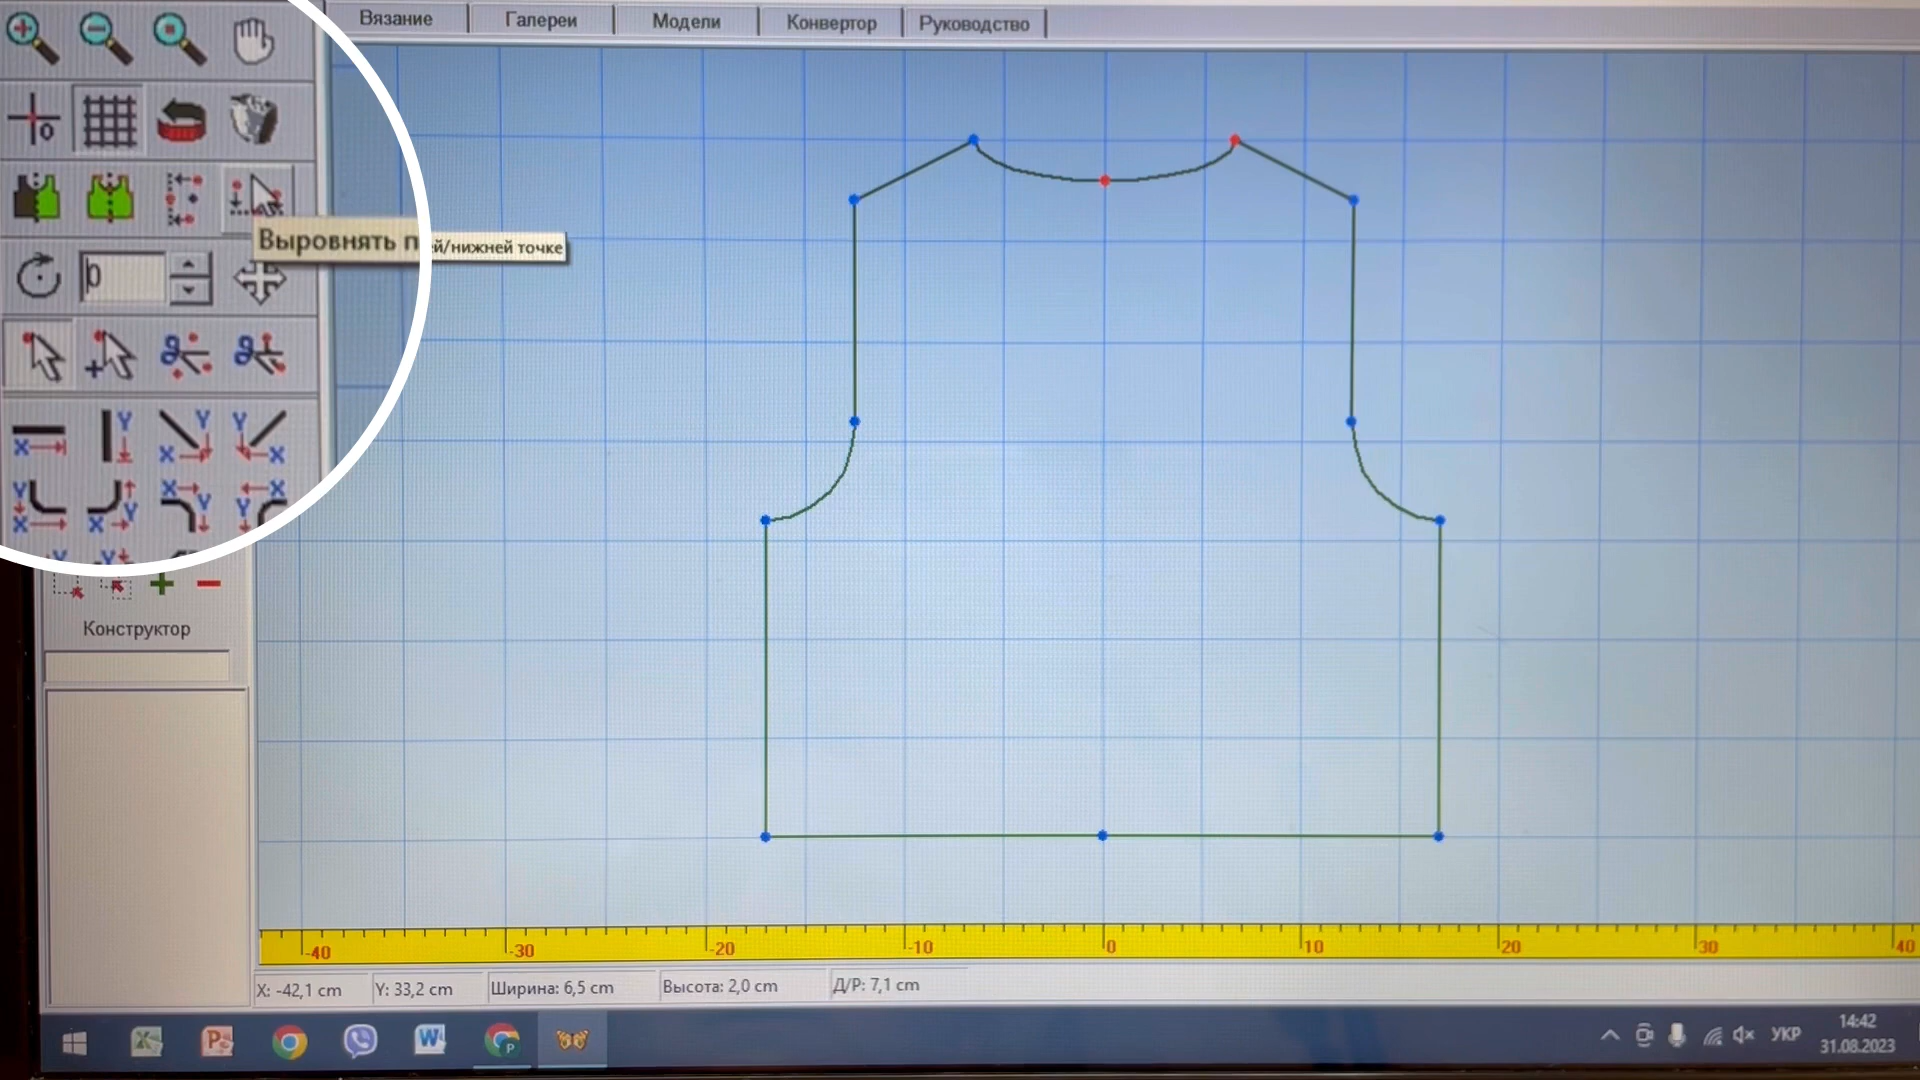 Вязание
Галереи
Модели
Конвертор
Руководство
0
Выровнять п
й/нижней точке
0
Y Y Y
X X X
Y X X
X Y Y Y
Y Y
Конструктор
-40
-30
-20
-10
0
10
20
30
40
X: -42,1 cm
Y: 33,2 cm
Ширина: 6,5 cm
Высота: 2,0 cm
Д/Р: 7,1 cm
P
W
P
УКР
14:42
31.08.2023